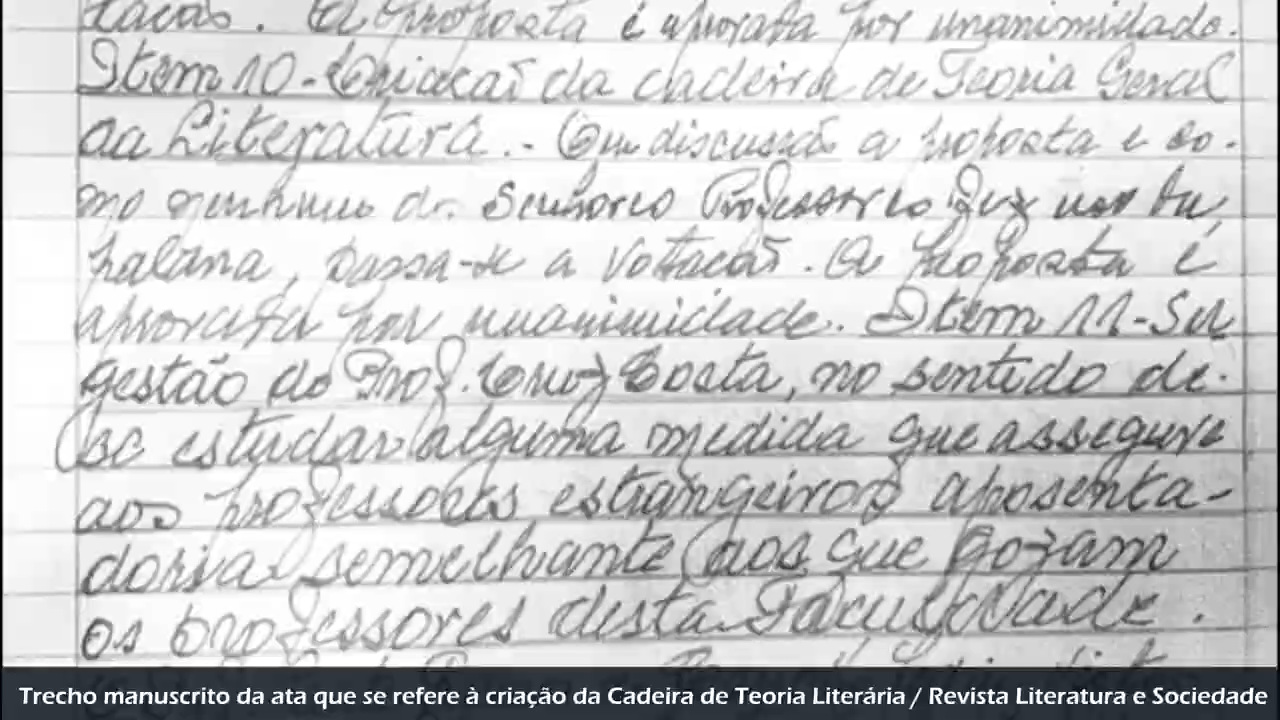 tacas. A proposta é aprovada por unanimidade.
Item 10 - Criação da cadeira de Teoria Geral
da Literatura. - Em discussão a proposta e co-
mo nenhum dos Senhores Professores fez uso da
palavra, passa-se a votação. A proposta é
aprovada por unanimidade. Item 11 - Su
gestão do Prof. Cruz Costa, no sentido de
se estudar alguma medida que assegure
aos professores estrangeiros aposenta-
doria semelhante aos que gozam
os professores desta Faculdade.
Trecho manuscrito da ata que se refere à criação da Cadeira de Teoria Literária / Revista Literatura e Sociedade